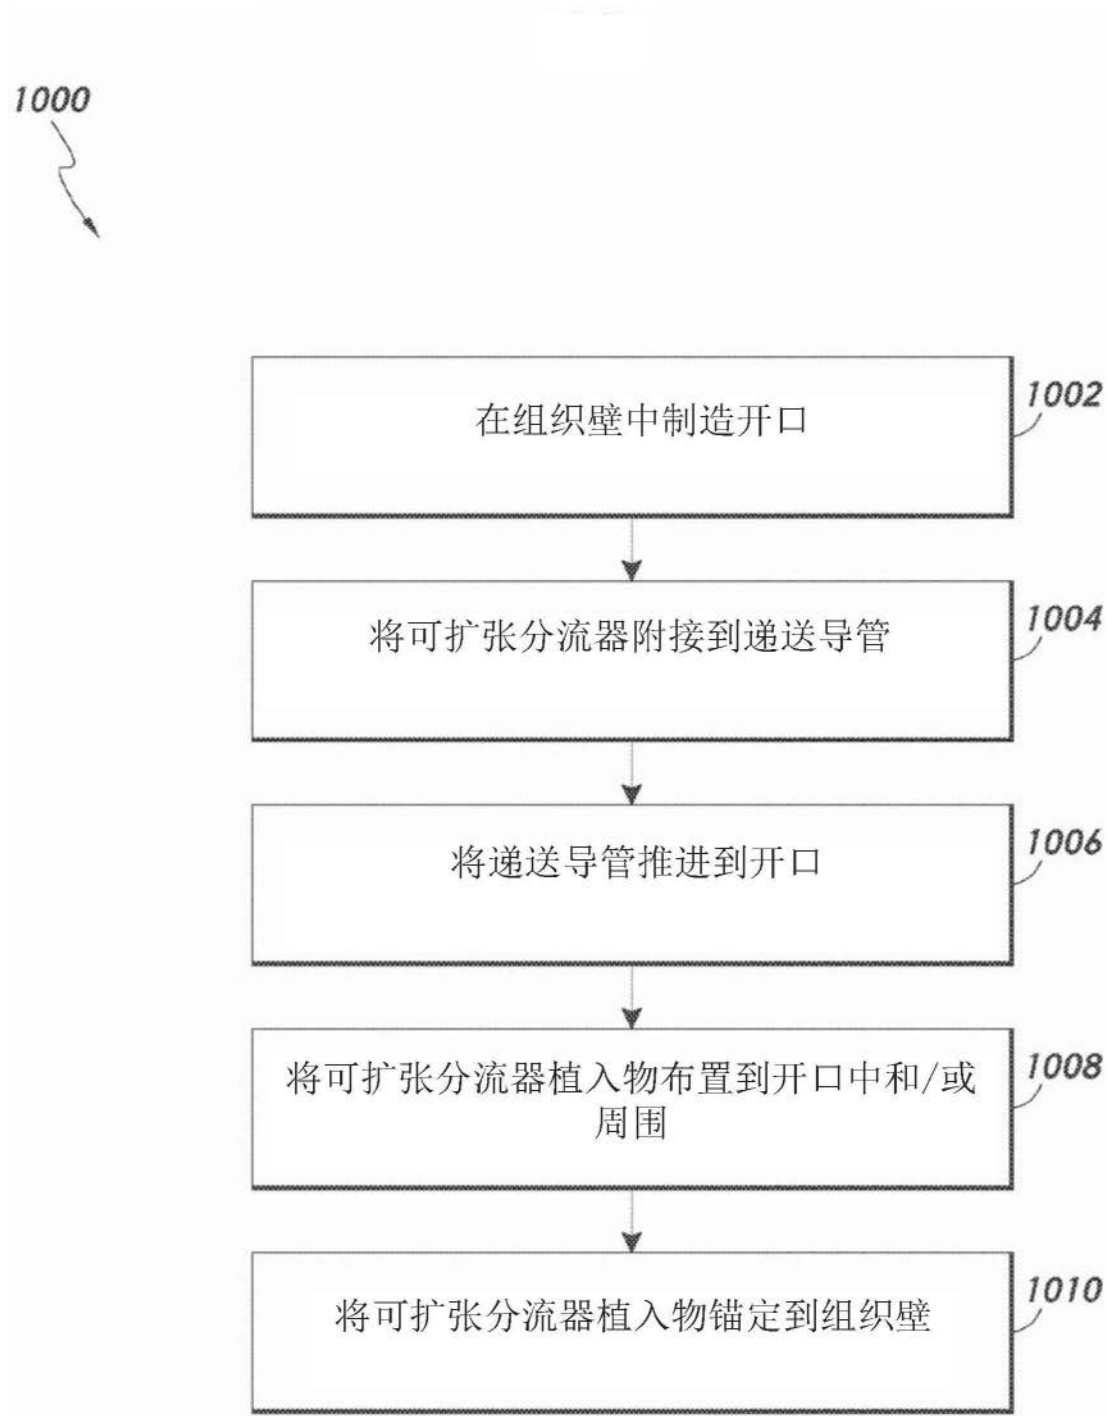 1000
在组织壁中制造开口
1002
将可扩张分流器附接到递送导管
1004
将递送导管推进到开口
1006
将可扩张分流器植入物布置到开口中和/或
周围
1008
将可扩张分流器植入物锚定到组织壁
1010